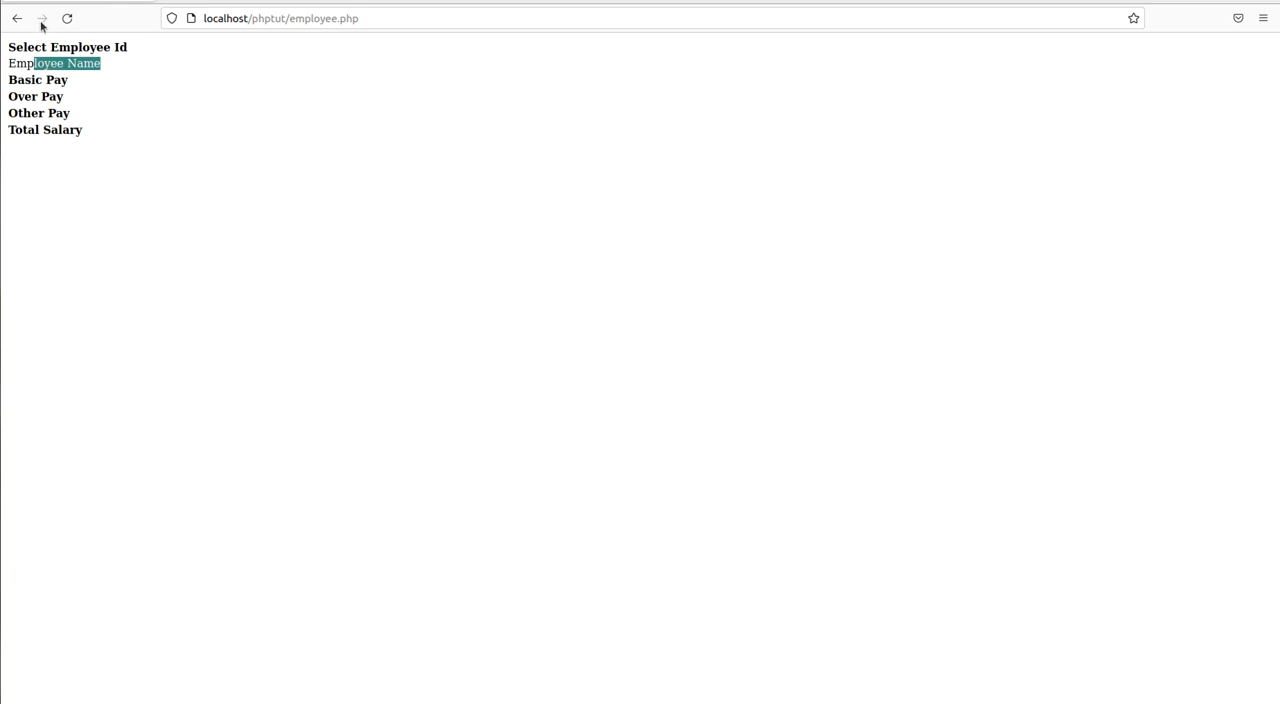 localhost/phptut/employee.php
Select Employee Id
Employee Name
Basic Pay
Over Pay
Other Pay
Total Salary